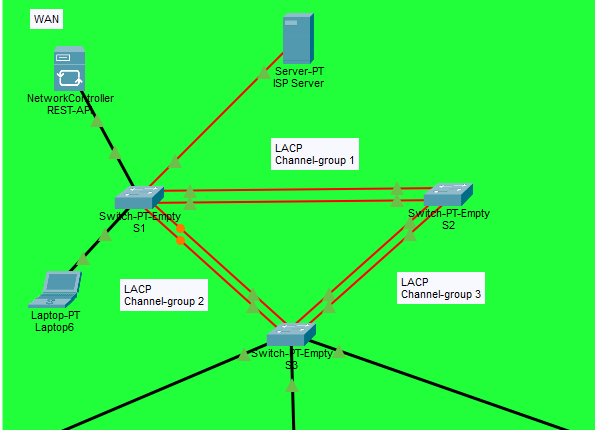 WAN
Server-PT
ISP Server
NetworkController
REST-API
LACP
Channel-group 1
Switch-PT-Empty
S1
Switch-PT-Empty
S2
LACP
Channel-group 2
LACP
Channel-group 3
Laptop-PT
Laptop6
Switch-PT-Empty
S3